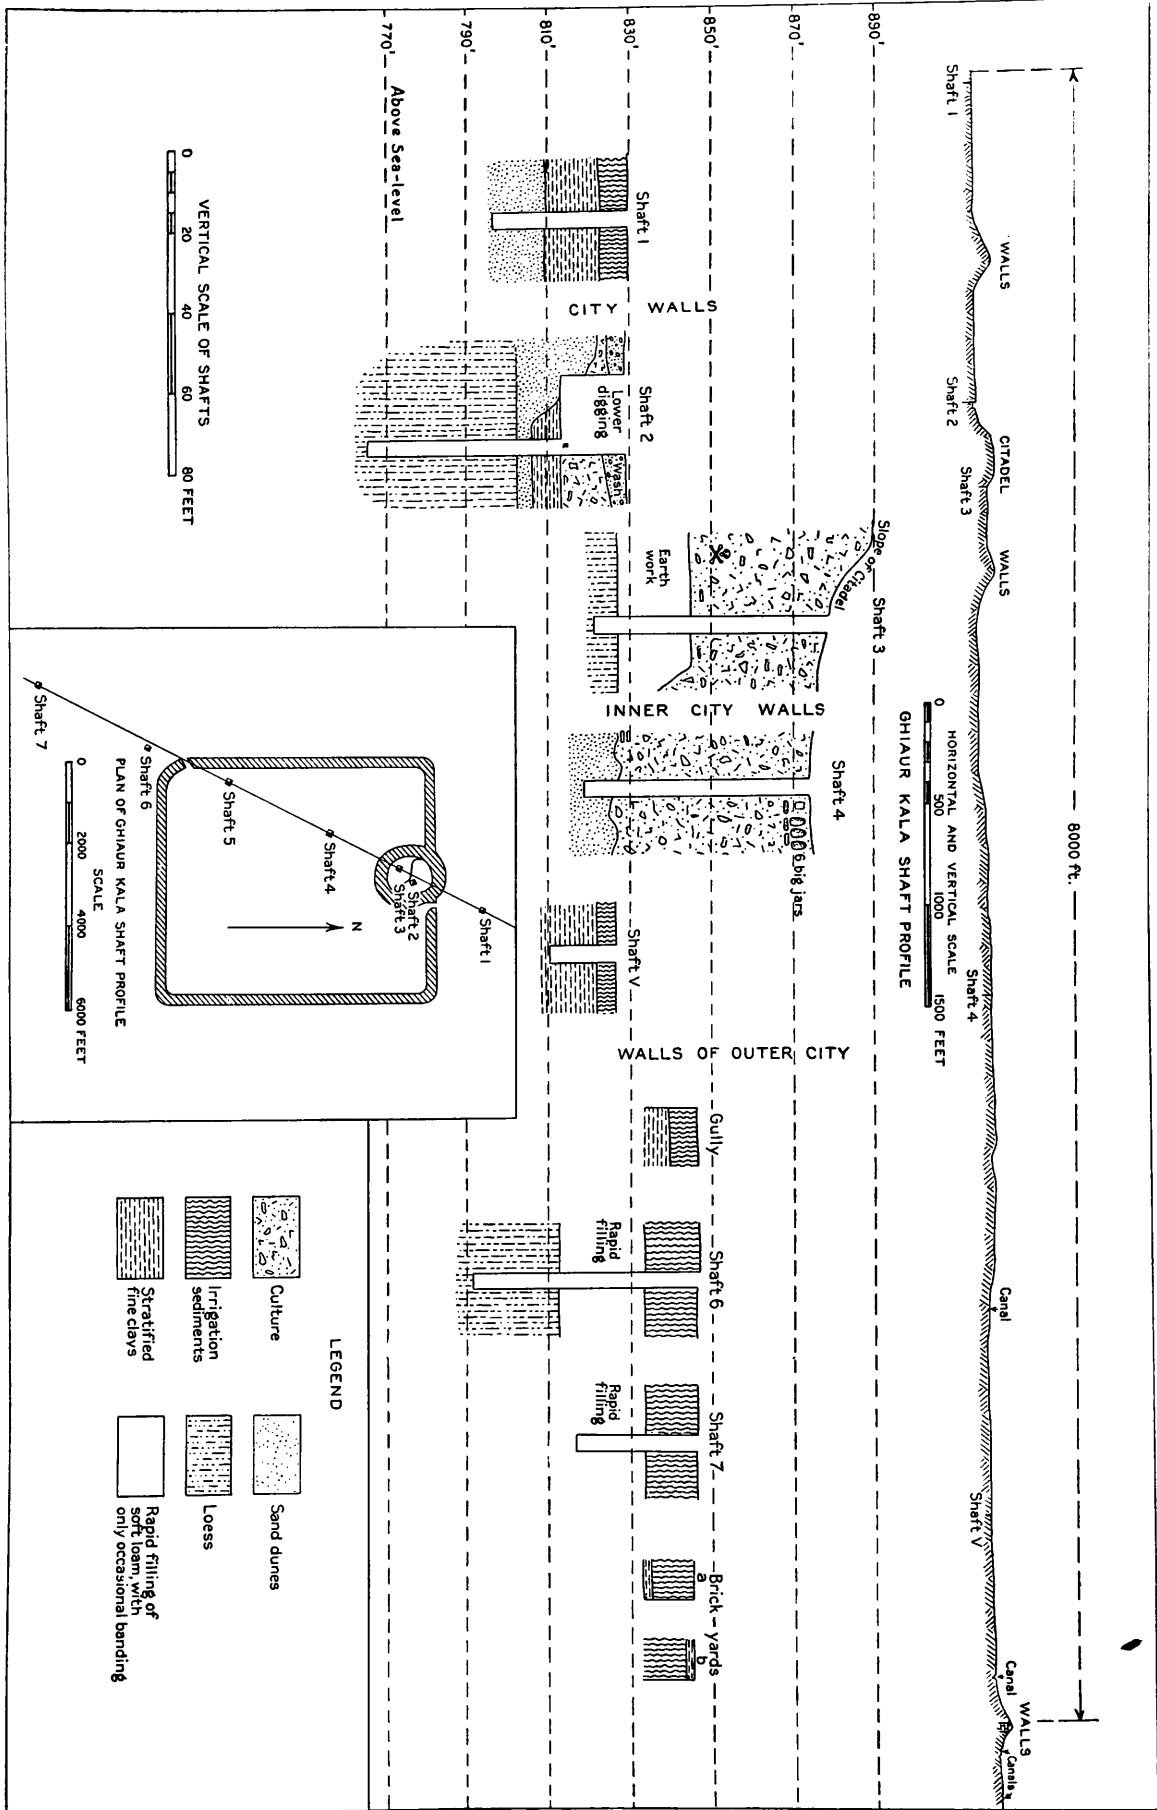 8000 ft.
Shaft 1
WALLS
Shaft 2
CITADEL
Shaft 3
WALLS
Shaft 4
Canal
Shaft V
Canal
WALLS
Canals
0 500 1000 1500 FEET
HORIZONTAL AND VERTICAL SCALE
GHIAUR KALA SHAFT PROFILE
890'
870'
850'
830'
810'
790'
770'
Above Sea-level
Shaft 1
CITY WALLS
Shaft 2
Lower
digging
Wash
Slope of Citadel
Shaft 3
Earth
work
INNER CITY WALLS
Shaft 4
6 big jars
Shaft V
WALLS OF OUTER CITY
Gully
Shaft 6
Rapid
filling
Shaft 7
Rapid
filling
Brick-yards
a
b
VERTICAL SCALE OF SHAFTS
0 20 40 60 80 FEET
Shaft 1
Shaft 2
Shaft 3
Shaft 4
Shaft 5
Shaft 6
Shaft 7
N
PLAN OF GHIAUR KALA SHAFT PROFILE
SCALE
0 2000 4000 6000 FEET
LEGEND
Culture
Irrigation
sediments
Stratified
fine clays
Sand dunes
Loess
Rapid filling of
soft loam, with
only occasional banding